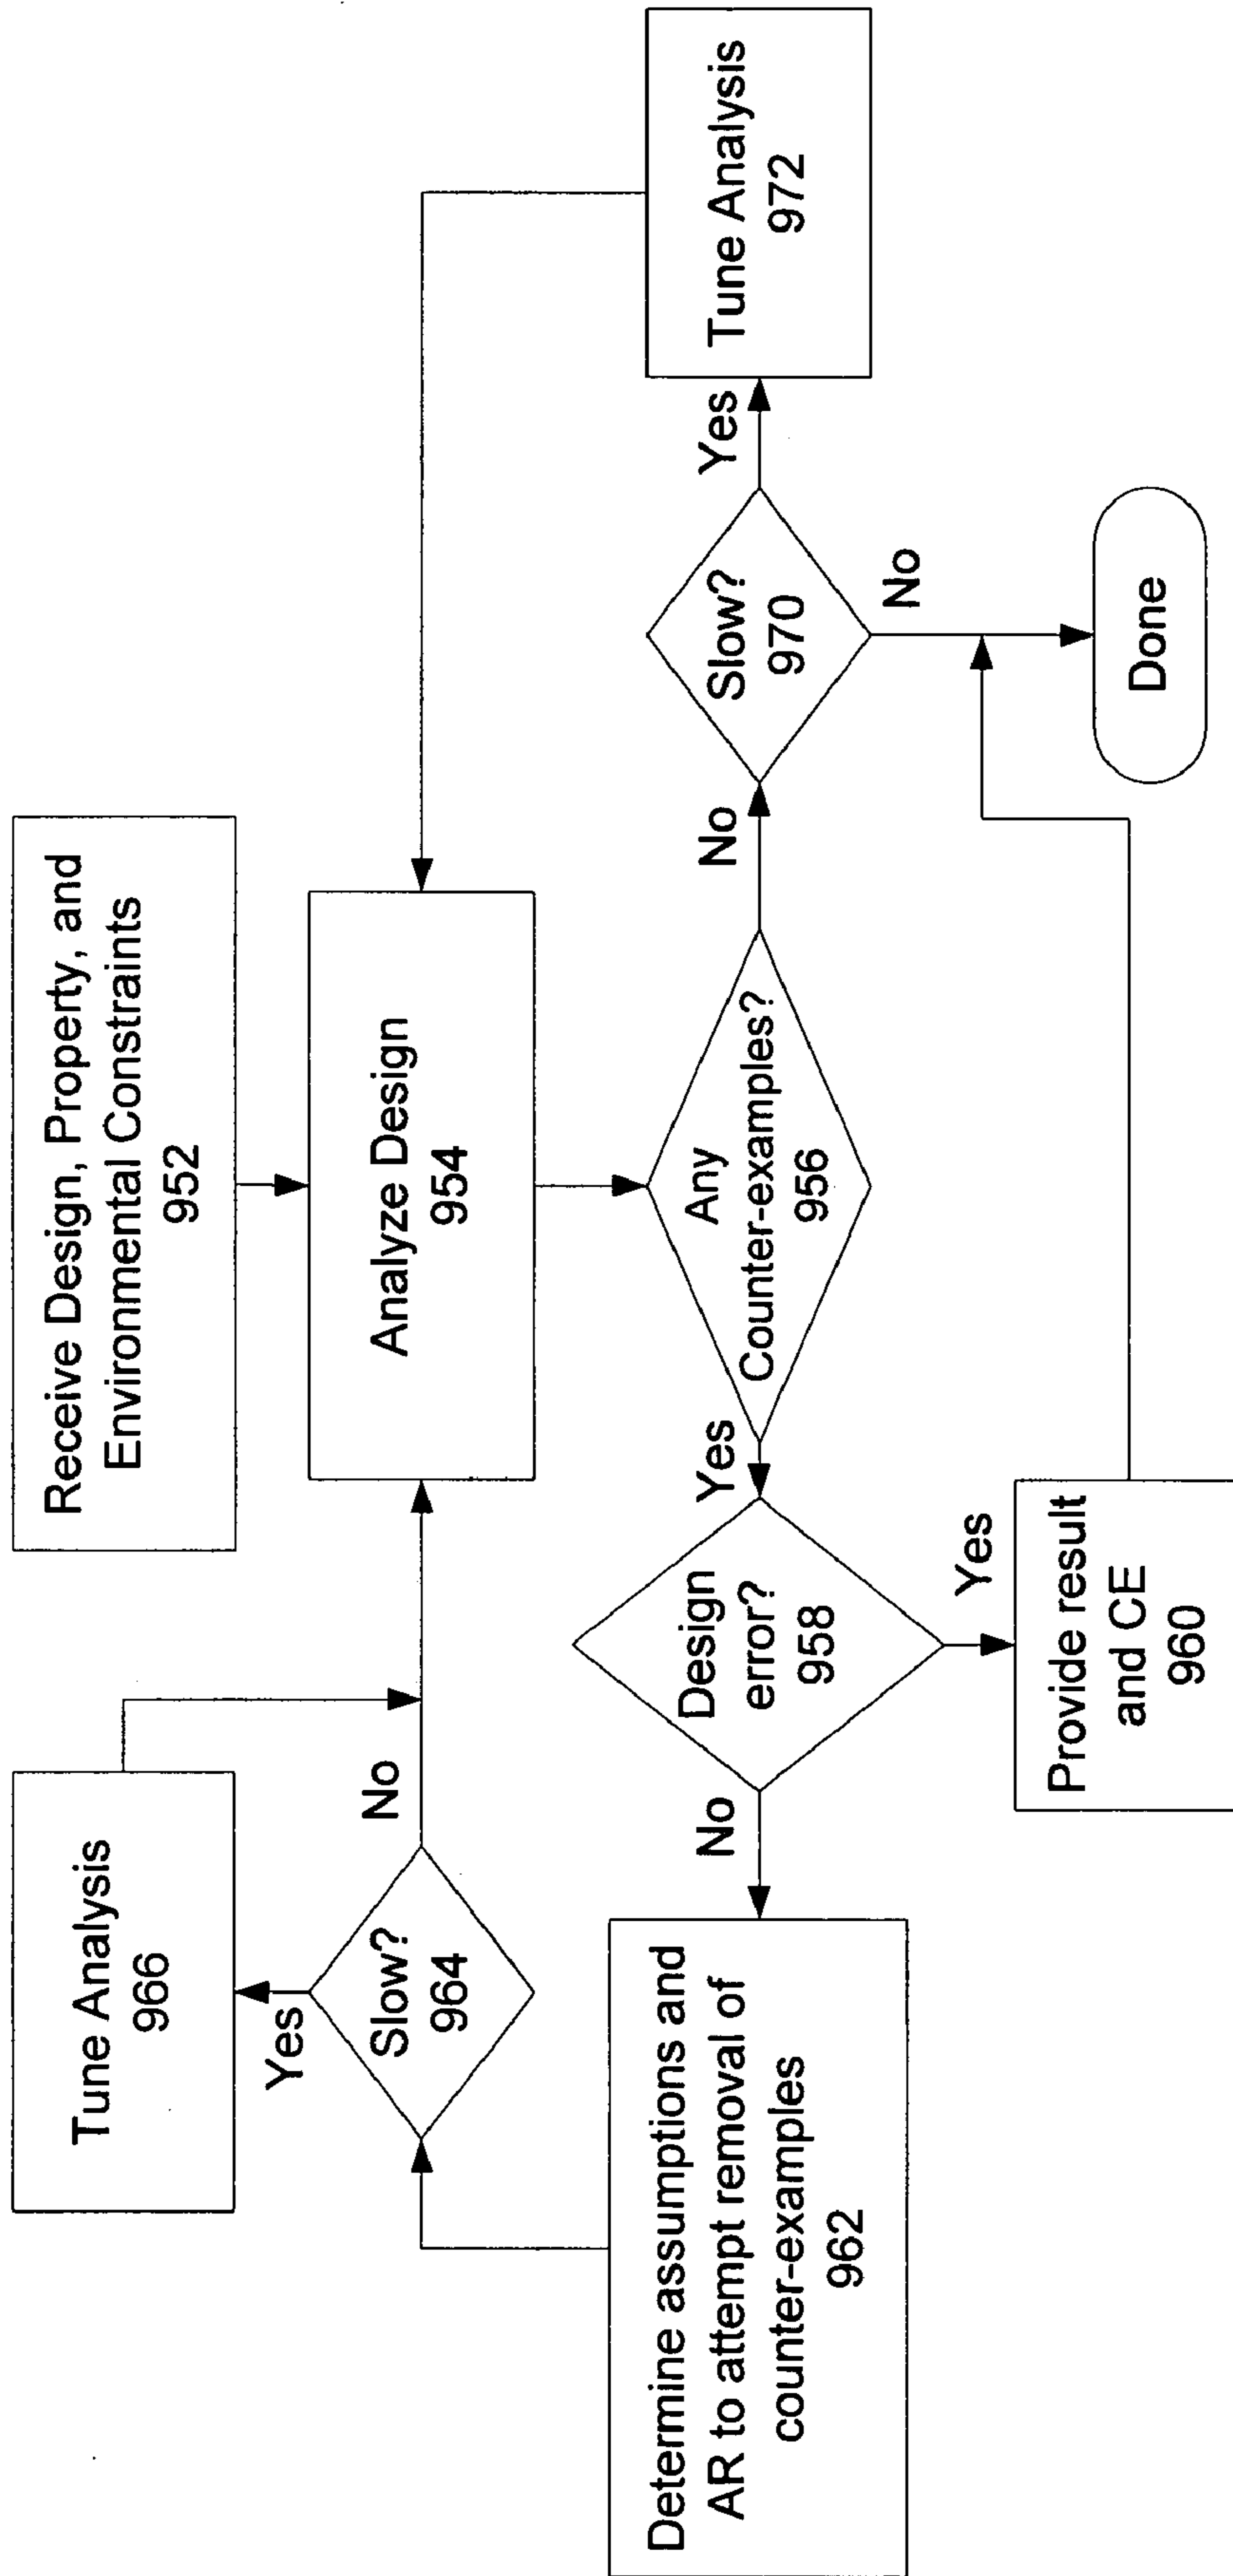 Receive Design, Property, and
Environmental Constraints
952
Tune Analysis
966
Slow?
964
Yes
No
Analyze Design
954
Determine assumptions and
AR to attempt removal of
counter-examples
962
No
Design
error?
958
Yes
Any
Counter-examples?
956
No
Slow?
970
Yes
Tune Analysis
972
Yes
No
Provide result
and CE
960
Done